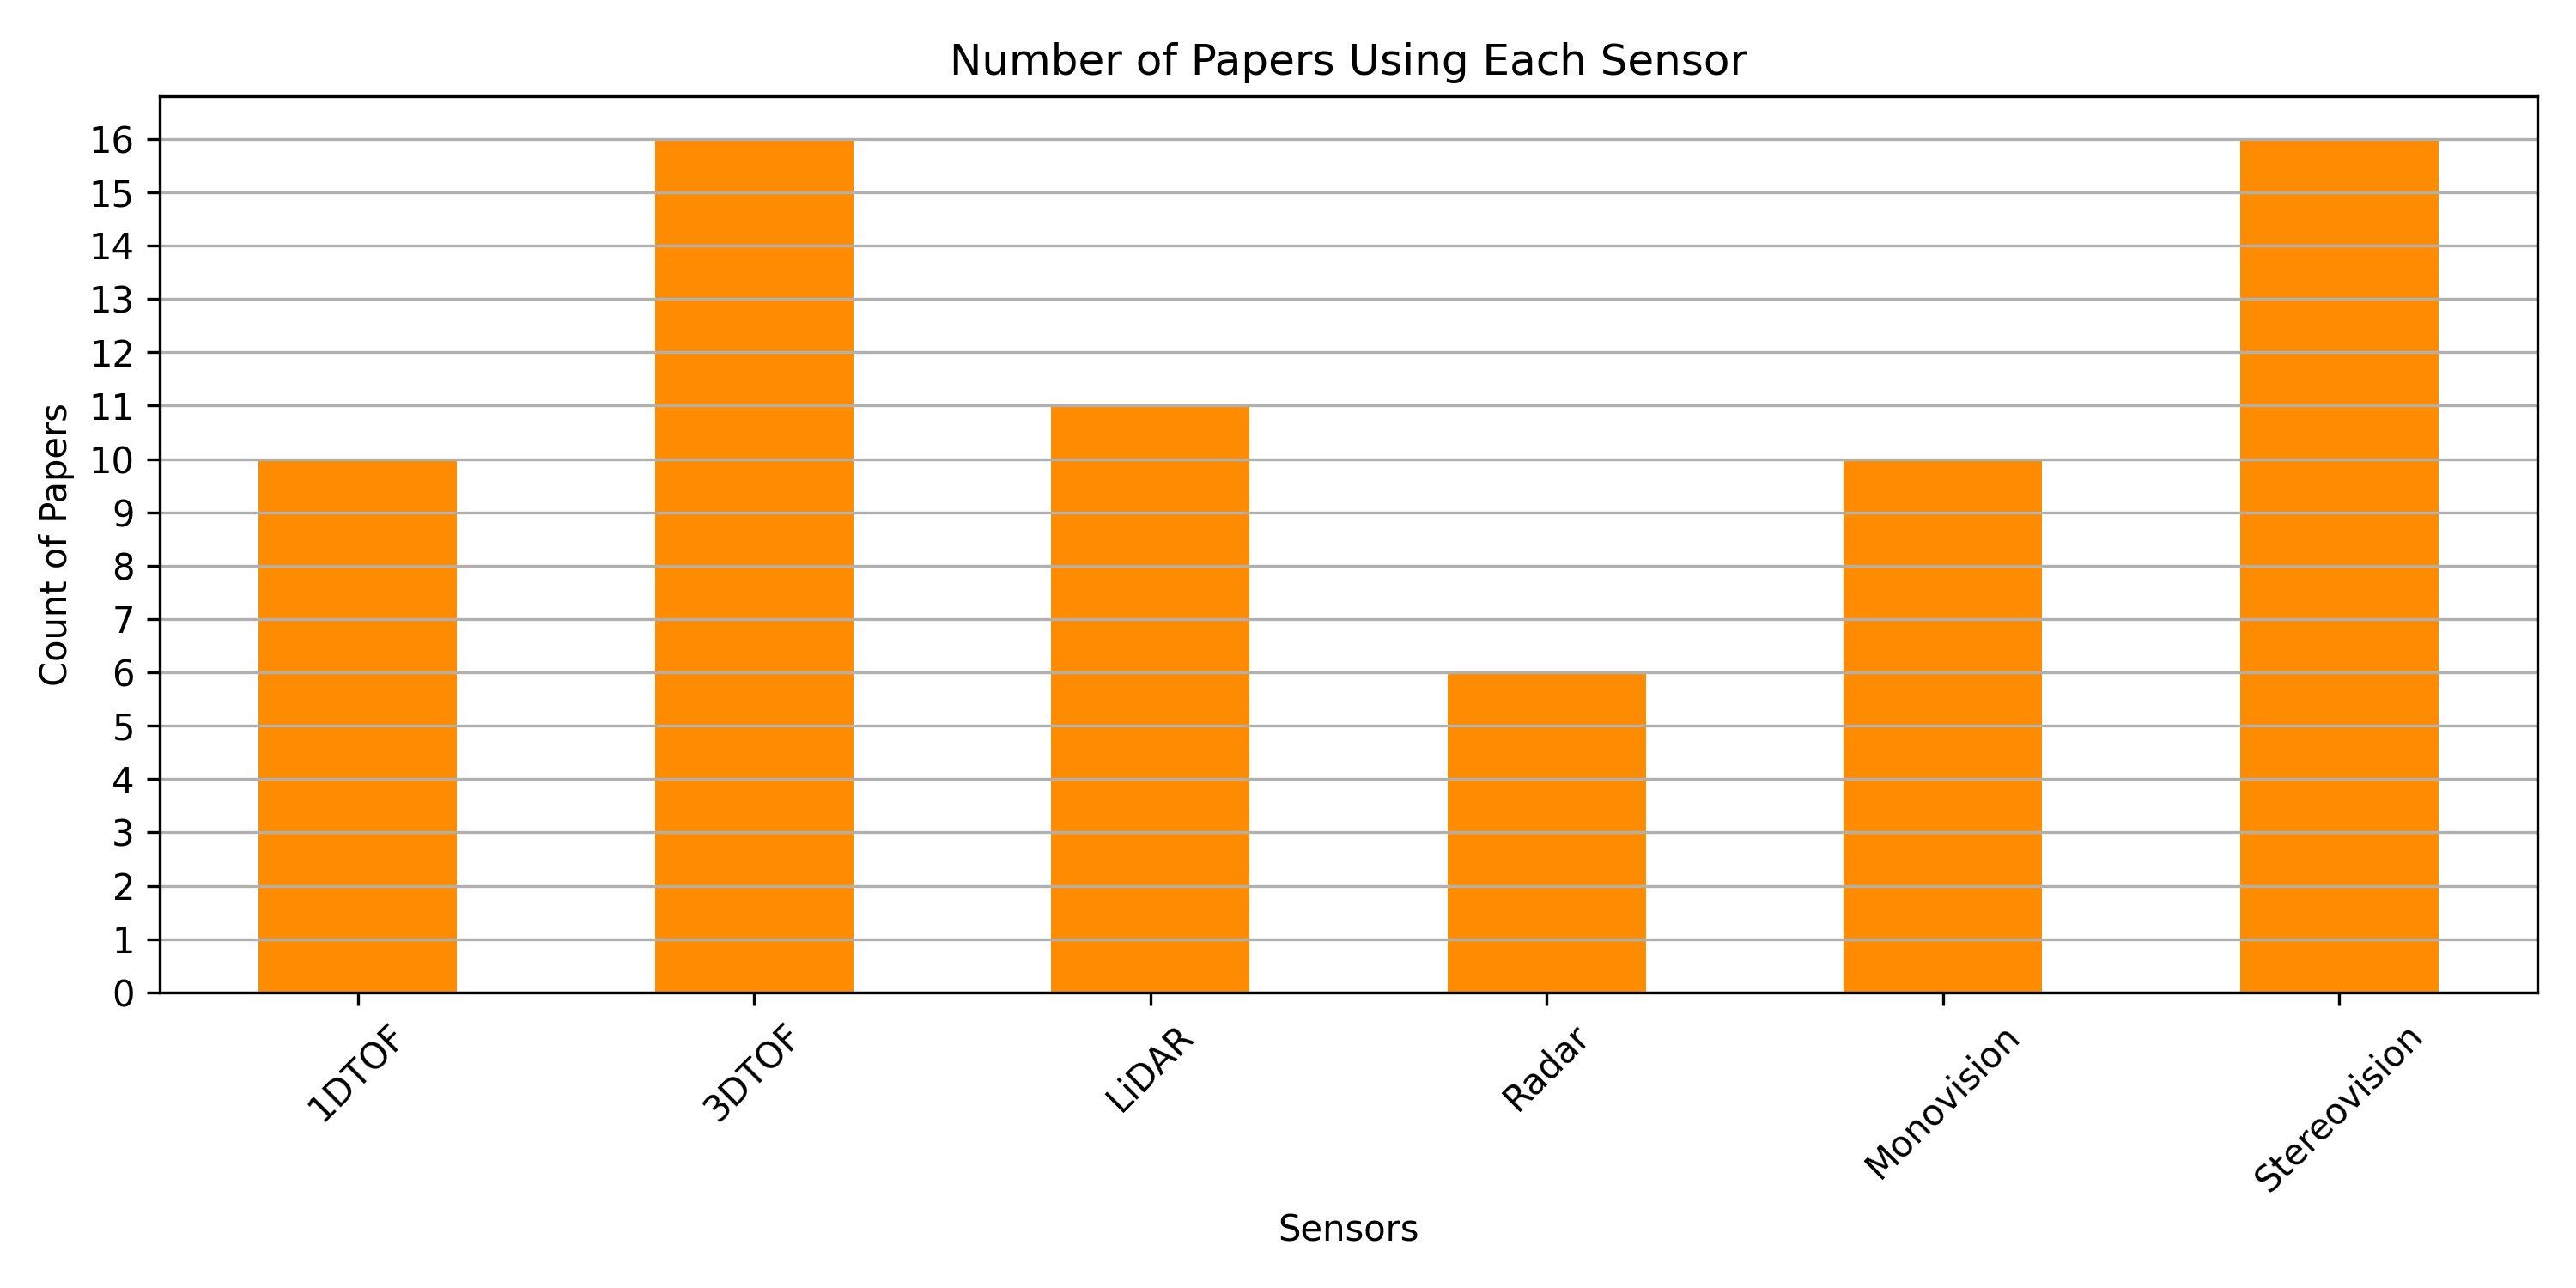 Number of Papers Using Each Sensor
Count of Papers
16
15
14
13
12
11
10
9
8
7
6
5
4
3
2
1
0
1DTOF
3DTOF
LiDAR
Radar
Monovision
Stereovision
Sensors